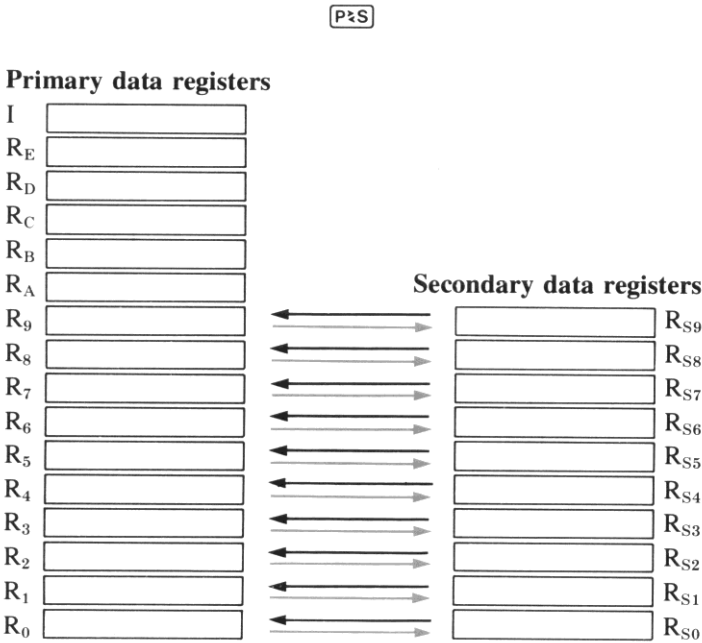 P⇄S
Primary data registers
I
R_E
R_D
R_C
R_B
R_A
Secondary data registers
R_9 R_S9
R_8 R_S8
R_7 R_S7
R_6 R_S6
R_5 R_S5
R_4 R_S4
R_3 R_S3
R_2 R_S2
R_1 R_S1
R_0 R_S0